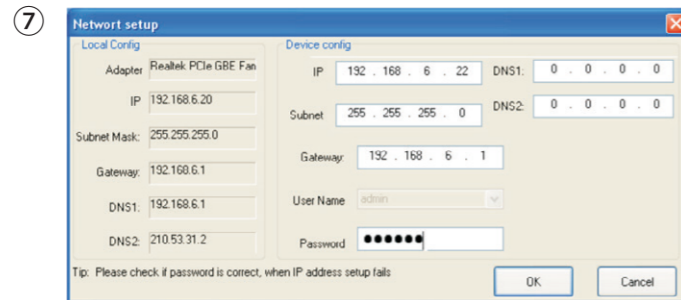 7
Networt setup
Local Config
Adapter Realtek PCIe GBE Fan
IP 192.168.6.20
Subnet Mask: 255.255.255.0
Gateway: 192.168.6.1
DNS1: 192.168.6.1
DNS2: 210.53.31.2
Device config
IP 192 . 168 . 6 . 22 DNS1: 0 . 0 . 0 . 0
Subnet 255 . 255 . 255 . 0 DNS2: 0 . 0 . 0 . 0
Gateway: 192 . 168 . 6 . 1
User Name admin
Password ●●●●●●
Tip: Please check if password is correct, when IP address setup fails
OK Cancel